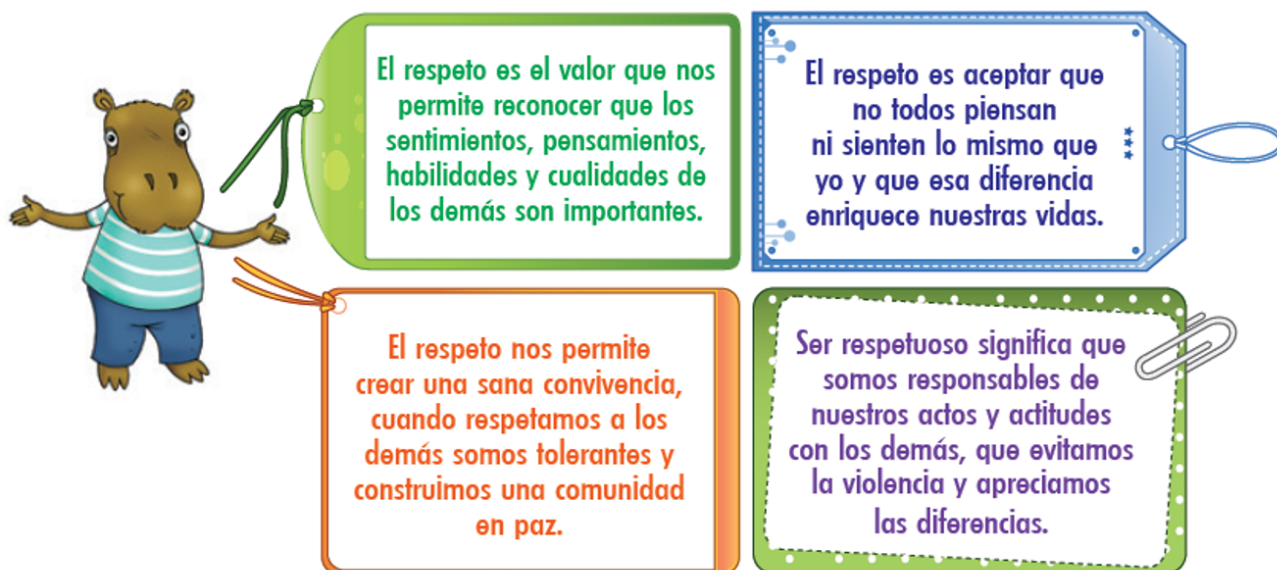 El respeto es el valor que nos
permite reconocer que los
sentimientos, pensamientos,
habilidades y cualidades de
los demás son importantes.
El respeto es aceptar que
no todos piensan
ni sienten lo mismo que
yo y que esa diferencia
enriquece nuestras vidas.
El respeto nos permite
crear una sana convivencia,
cuando respetamos a los
demás somos tolerantes y
construimos una comunidad
en paz.
Ser respetuoso significa que
somos responsables de
nuestros actos y actitudes
con los demás, que evitamos
la violencia y apreciamos
las diferencias.